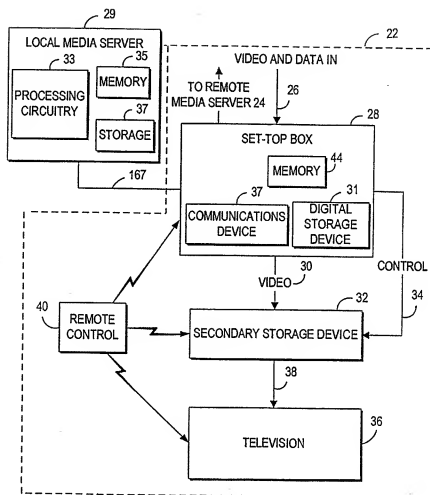 29
LOCAL MEDIA SERVER
33
35
PROCESSING
CIRCUITRY
MEMORY
37
STORAGE
167
22
VIDEO AND DATA IN
TO REMOTE
MEDIA SERVER 24
26
28
SET-TOP BOX
MEMORY
44
37
31
COMMUNICATIONS
DEVICE
DIGITAL
STORAGE
DEVICE
CONTROL
VIDEO
30
34
32
40
REMOTE
CONTROL
SECONDARY STORAGE DEVICE
38
36
TELEVISION